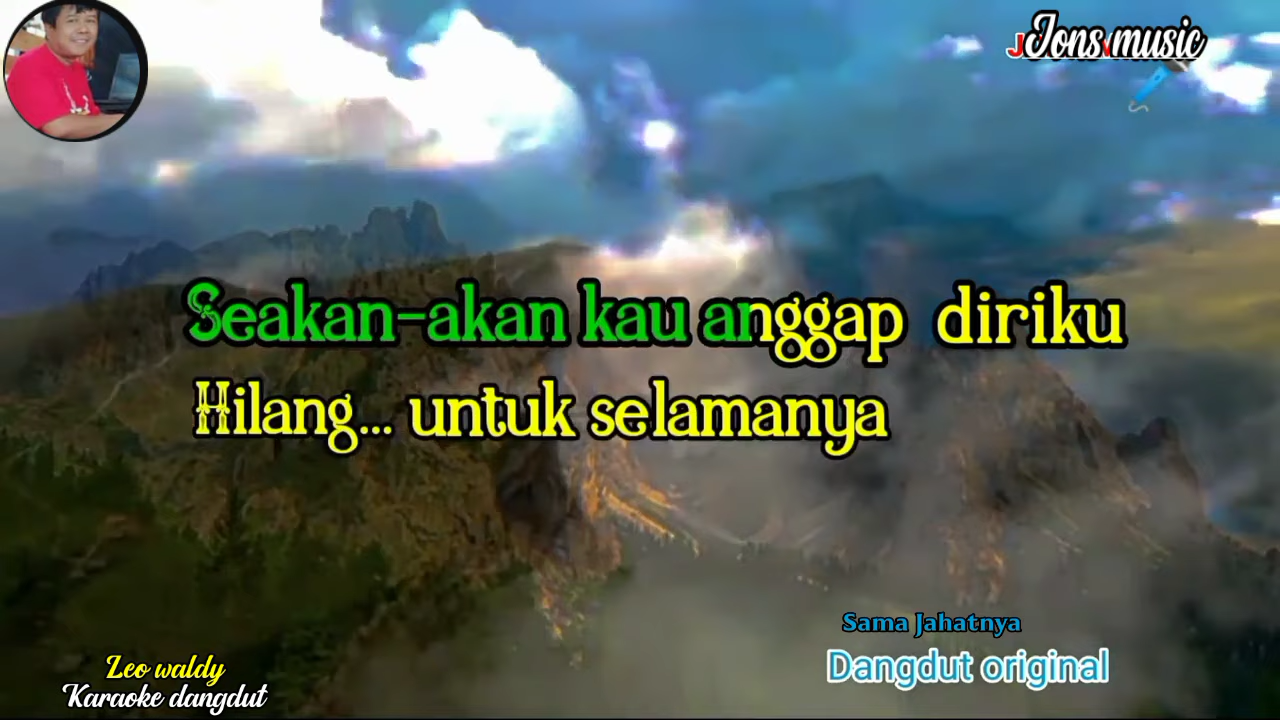 Jons music
Seakan-akan kau anggap diriku
Hilang... untuk selamanya
Sama Jahatnya
Dangdut original
Leo waldy
Karaoke dangdut